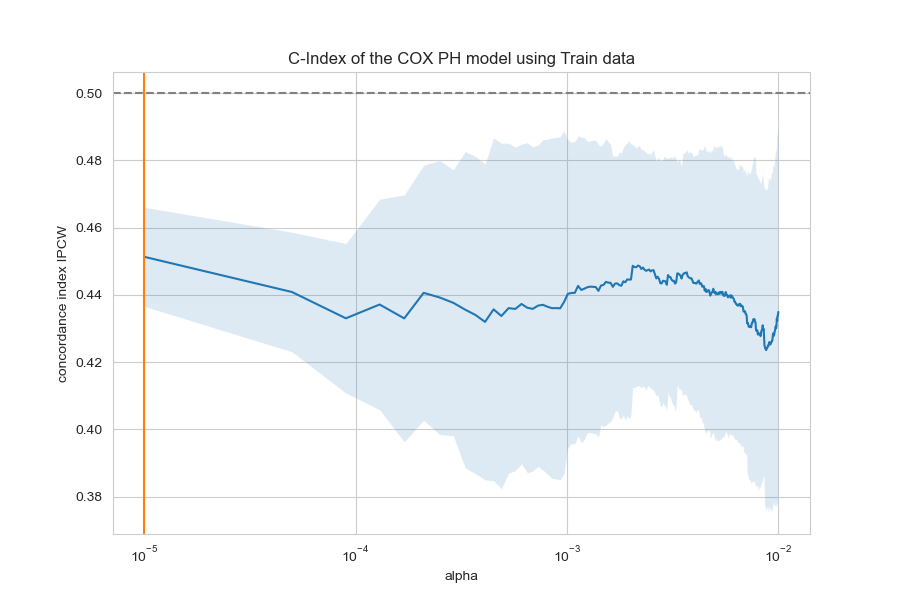 C-Index of the COX PH model using Train data
concordance index IPCW
0.50
0.48
0.46
0.44
0.42
0.40
0.38
10⁻⁵ 10⁻⁴ 10⁻³ 10⁻²
alpha